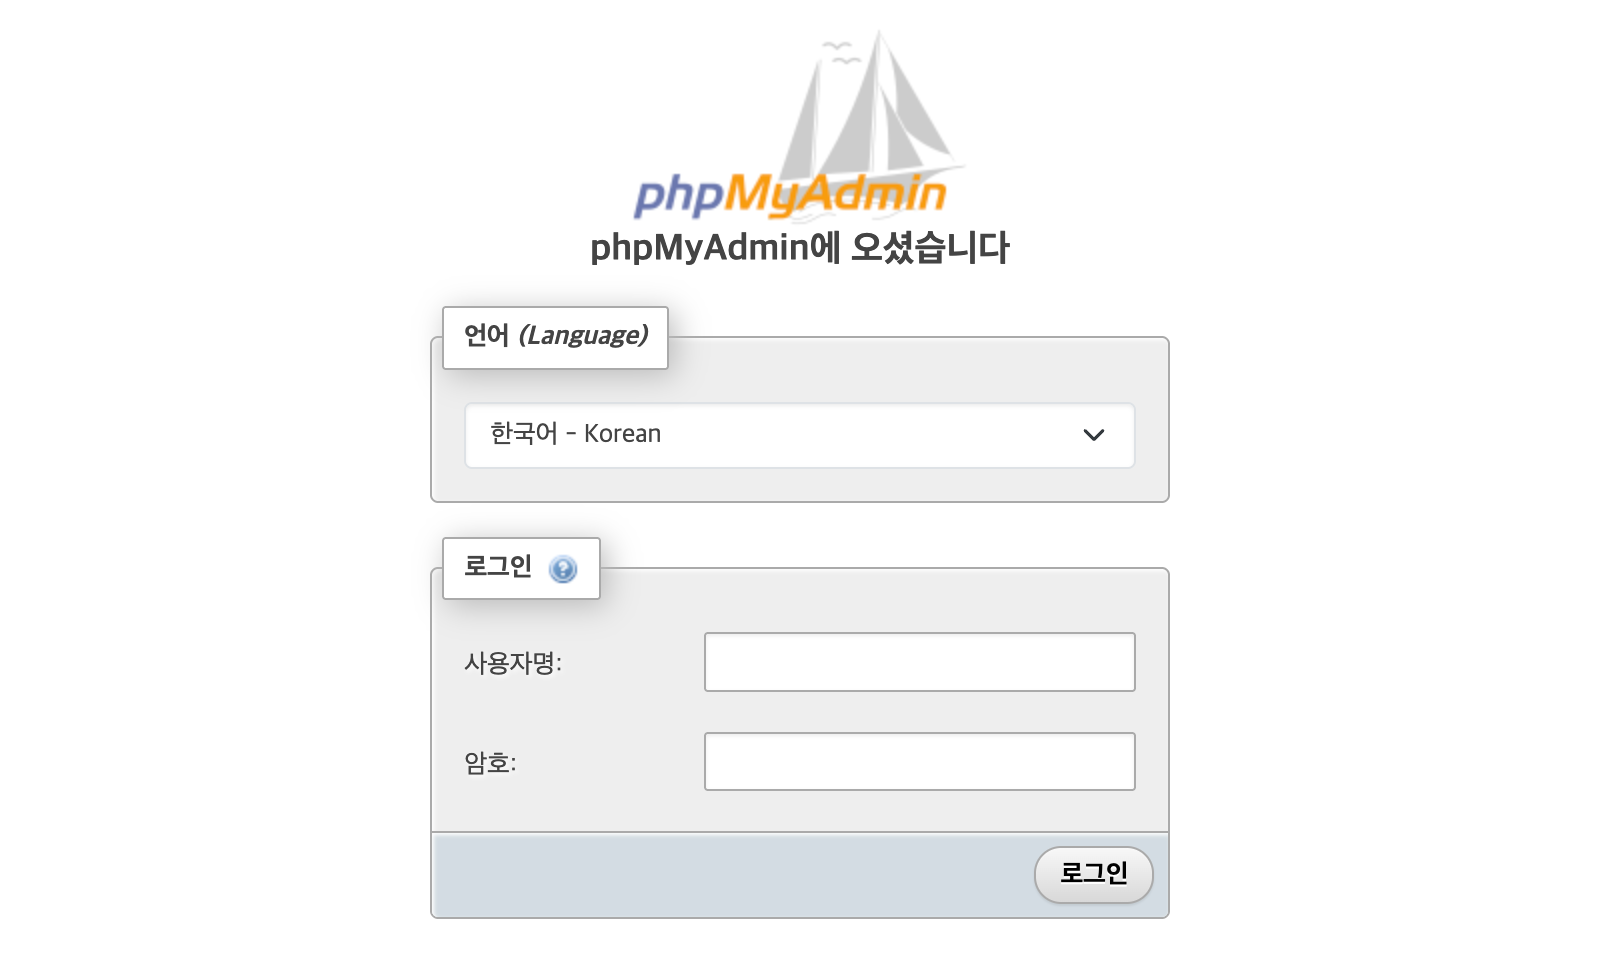 phpMyAdmin
phpMyAdmin에 오셨습니다
언어 (Language)
한국어 - Korean
로그인
사용자명:
암호:
로그인